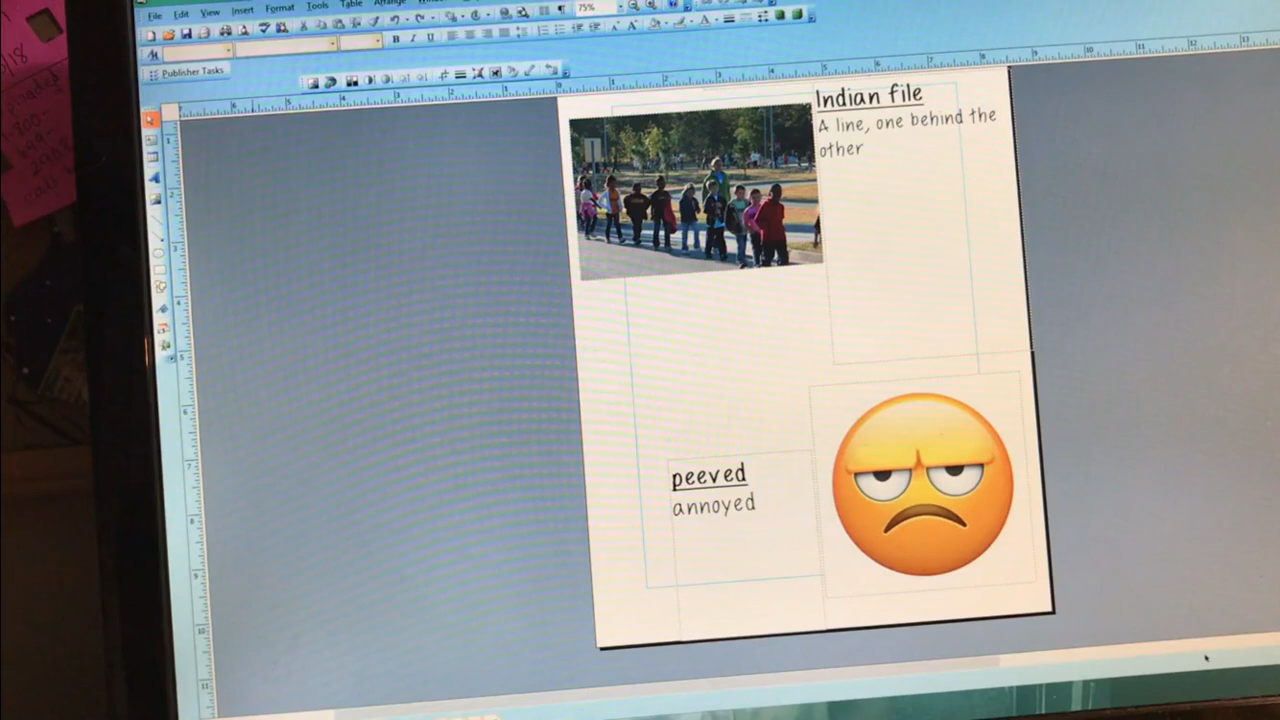 File Edit View Insert Format Tools Table Arrange
75%
B I U
Publisher Tasks
Indian file
A line, one behind the
other
peeved
annoyed